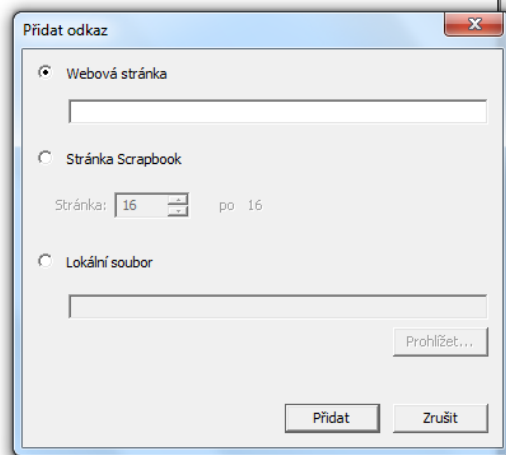 Přidat odkaz
Webová stránka
Stránka Scrapbook
Stránka: 16 po 16
Lokální soubor
Prohlížet...
Přidat Zrušit